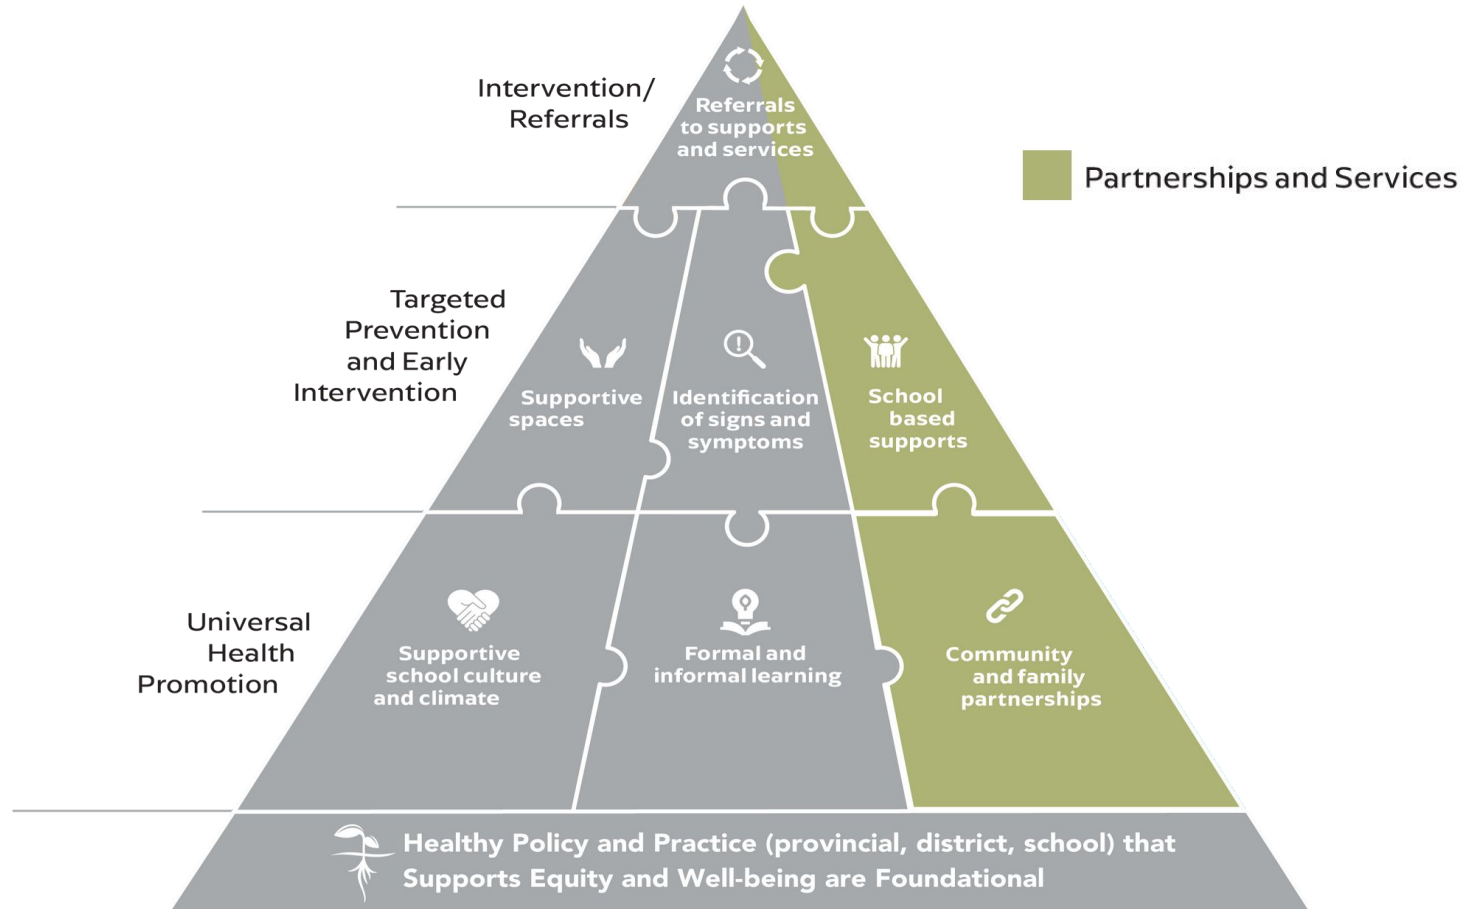 Intervention/
Referrals
Referrals
to supports
and services
Partnerships and Services
Targeted
Prevention
and Early
Intervention
Supportive
spaces
Identification
of signs and
symptoms
School
based
supports
Universal
Health
Promotion
Supportive
school culture
and climate
Formal and
informal learning
Community
and family
partnerships
Healthy Policy and Practice (provincial, district, school) that
Supports Equity and Well-being are Foundational